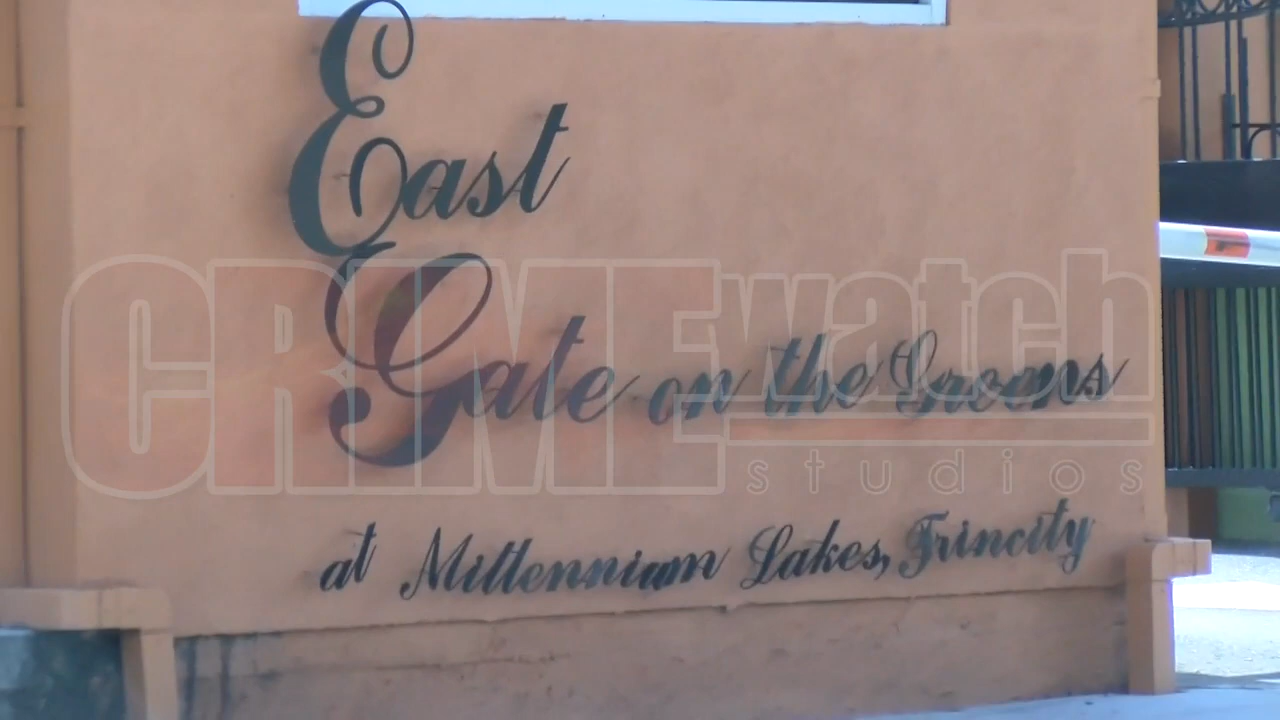 East
Gate on the Greens
CRIMEwatch
studios
at Millennium Lakes, Trincity